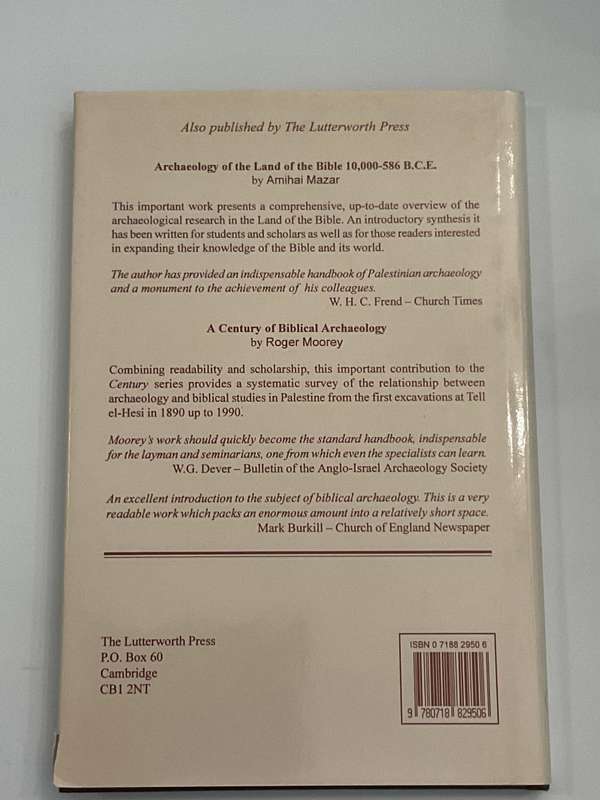 Also published by The Lutterworth Press
Archaeology of the Land of the Bible 10,000-586 B.C.E.
by Amihai Mazar
This important work presents a comprehensive, up-to-date overview of the
archaeological research in the Land of the Bible. An introductory synthesis it
has been written for students and scholars as well as for those readers interested
in expanding their knowledge of the Bible and its world.
The author has provided an indispensable handbook of Palestinian archaeology
and a monument to the achievement of his colleagues.
W. H. C. Frend – Church Times
A Century of Biblical Archaeology
by Roger Moorey
Combining readability and scholarship, this important contribution to the
Century series provides a systematic survey of the relationship between
archaeology and biblical studies in Palestine from the first excavations at Tell
el-Hesi in 1890 up to 1990.
Moorey's work should quickly become the standard handbook, indispensable
for the layman and seminarians, one from which even the specialists can learn.
W.G. Dever – Bulletin of the Anglo-Israel Archaeology Society
An excellent introduction to the subject of biblical archaeology. This is a very
readable work which packs an enormous amount into a relatively short space.
Mark Burkill – Church of England Newspaper
The Lutterworth Press
P.O. Box 60
Cambridge
CB1 2NT
ISBN 0 7188 2950 6
9 780718 829506